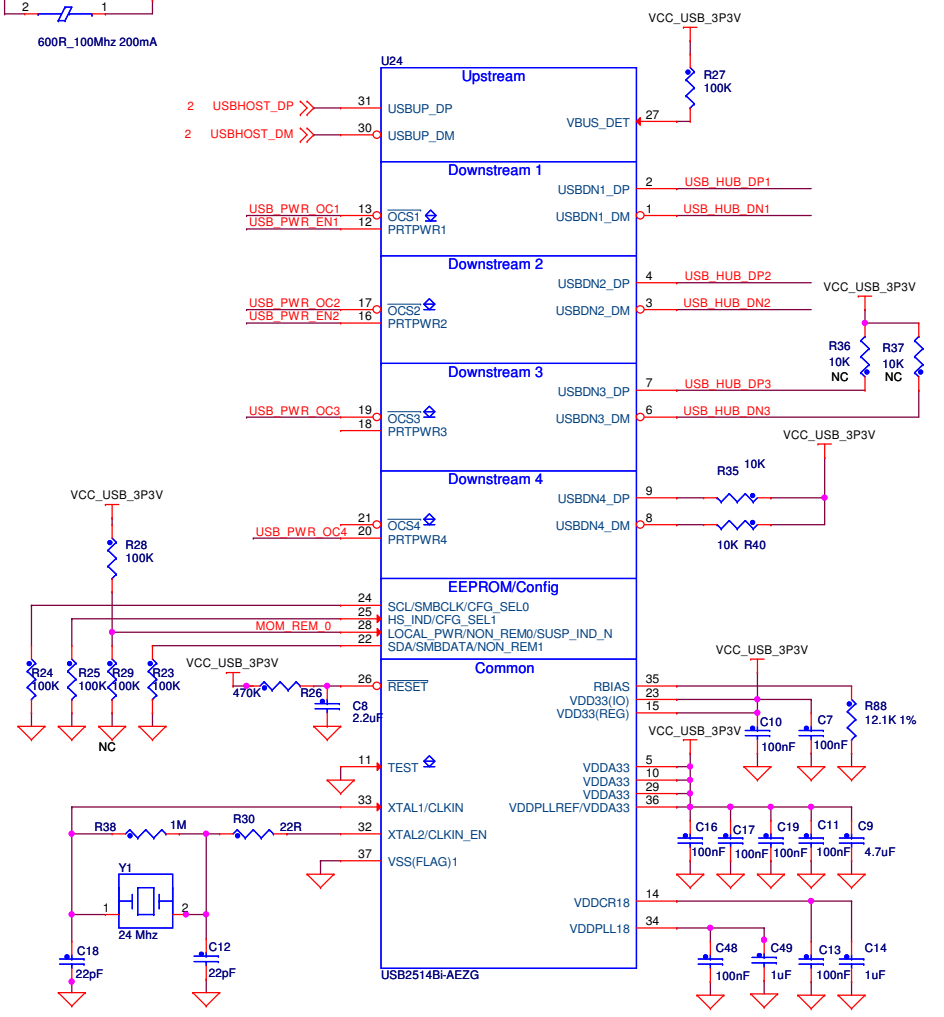 2 1
600R_100Mhz 200mA
VCC_USB_3P3V
R27
100K
U24
Upstream
2 USBHOST_DP 31 USBUP_DP
2 USBHOST_DM 30 USBUP_DM
VBUS_DET 27
Downstream 1
USBDN1_DP 2 USB_HUB_DP1
USB_PWR_OC1 13 OCS1 USBDN1_DM 1 USB_HUB_DN1
USB_PWR_EN1 12 PRTPWR1
Downstream 2
USBDN2_DP 4 USB_HUB_DP2
VCC_USB_3P3V
USB_PWR_OC2 17 OCS2 USBDN2_DM 3 USB_HUB_DN2
USB_PWR_EN2 16 PRTPWR2
R36 R37
10K 10K
NC NC
Downstream 3
USBDN3_DP 7 USB_HUB_DP3
USB_PWR_OC3 19 OCS3 USBDN3_DM 6 USB_HUB_DN3
18 PRTPWR3
VCC_USB_3P3V
R35 10K
Downstream 4
USBDN4_DP 9
21 OCS4 USBDN4_DM 8
USB_PWR_OC4 20 PRTPWR4
10K R40
VCC_USB_3P3V
R28
100K
EEPROM/Config
24 SCL/SMBCLK/CFG_SEL0
25 HS_IND/CFG_SEL1
MOM_REM_0 28 LOCAL_PWR/NON_REM0/SUSP_IND_N
22 SDA/SMBDATA/NON_REM1
R24 R25 R29 R23
100K 100K 100K 100K
NC
VCC_USB_3P3V
470K R26
26 RESET
C8
2.2uF
Common
VCC_USB_3P3V
RBIAS 35
VDD33(IO) 23
VDD33(REG) 15
R88
12.1K 1%
C10 C7
100nF 100nF
VCC_USB_3P3V
11 TEST
VDDA33 5
VDDA33 10
VDDA33 29
VDDPLLREF/VDDA33 36
33 XTAL1/CLKIN
R38 1M R30 22R
32 XTAL2/CLKIN_EN
C16 C17 C19 C11 C9
100nF 100nF 100nF 100nF 4.7uF
37 VSS(FLAG)1
Y1
1 2
24 Mhz
VDDCR18 14
VDDPLL18 34
C18 C12
22pF 22pF
C48 C49 C13 C14
100nF 1uF 100nF 1uF
USB2514Bi-AEZG